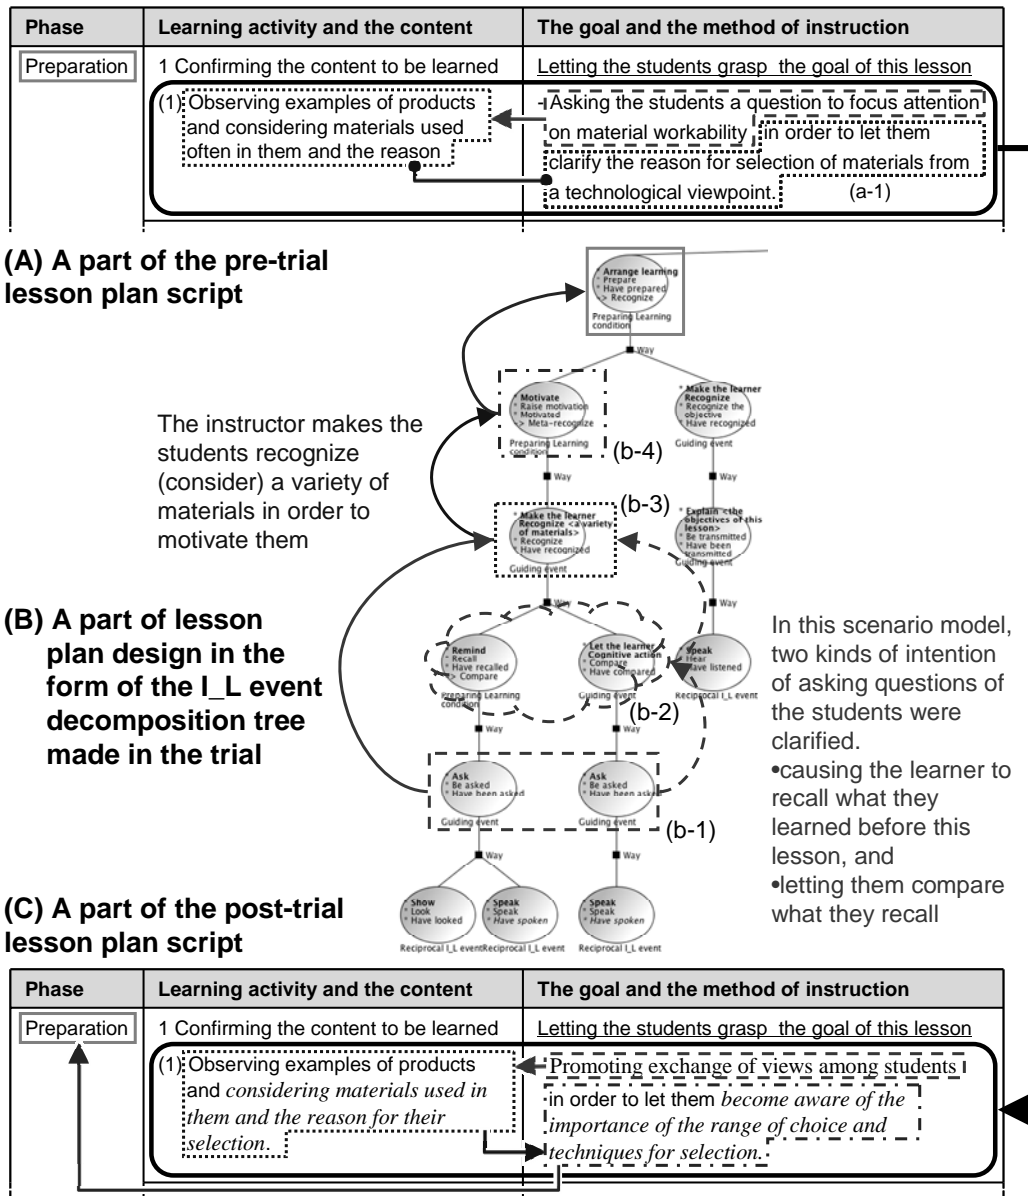 Phase Learning activity and the content The goal and the method of instruction
Preparation 1 Confirming the content to be learned Letting the students grasp the goal of this lesson
(1) Observing examples of products
and considering materials used
often in them and the reason
-Asking the students a question to focus attention
on material workability in order to let them
clarify the reason for selection of materials from
a technological viewpoint. (a-1)
(A) A part of the pre-trial
lesson plan script
* Arrange learning
* Prepare
* Have prepared
-> Recognize
Preparing Learning
condition
Way
* Motivate
* Raise motivation
* Motivated
-> Meta-recognize
Preparing Learning
condition
(b-4)
Way
* Make the learner
Recognize
* Recognize the
objective
* Have recognized
Guiding event
Way
The instructor makes the
students recognize
(consider) a variety of
materials in order to
motivate them
(b-3)
* Make the learner
Recognize <a variety
of materials>
* Recognize
* Have recognized
Guiding event
Way
* Explain <the
objectives of this
lesson>
* Be transmitted
* Have been
transmitted
Guiding event
Way
(B) A part of lesson
plan design in the
form of the I_L event
decomposition tree
made in the trial
* Remind
* Recall
* Have recalled
-> Compare
Preparing Learning
condition
Way
* Let the learner
Cognitive action
* Compare
* Have compared
Guiding event
(b-2)
Way
* Speak
* Hear
* Have listened
Reciprocal I_L event
In this scenario model,
two kinds of intention
of asking questions of
the students were
clarified.
•causing the learner to
recall what they
learned before this
lesson, and
•letting them compare
what they recall
* Ask
* Be asked
* Have been asked
Guiding event
Way
* Ask
* Be asked
* Have been asked
Guiding event
(b-1)
Way
* Show
* Look
* Have looked
Reciprocal I_L event
* Speak
* Speak
* Have spoken
Reciprocal I_L event
* Speak
* Speak
* Have spoken
Reciprocal I_L event
(C) A part of the post-trial
lesson plan script
Phase Learning activity and the content The goal and the method of instruction
Preparation 1 Confirming the content to be learned Letting the students grasp the goal of this lesson
(1) Observing examples of products
and considering materials used in
them and the reason for their
selection.
Promoting exchange of views among students
in order to let them become aware of the
importance of the range of choice and
techniques for selection.